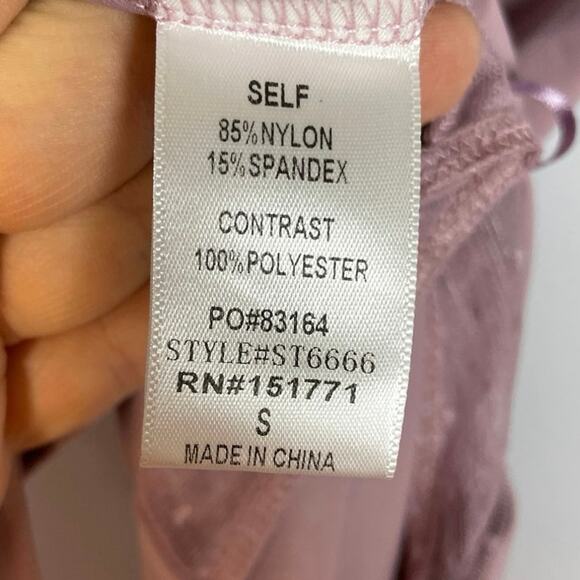 SELF
85%NYLON
15%SPANDEX
CONTRAST
100%POLYESTER
PO#83164
STYLE#ST6666
RN#151771
S
MADE IN CHINA